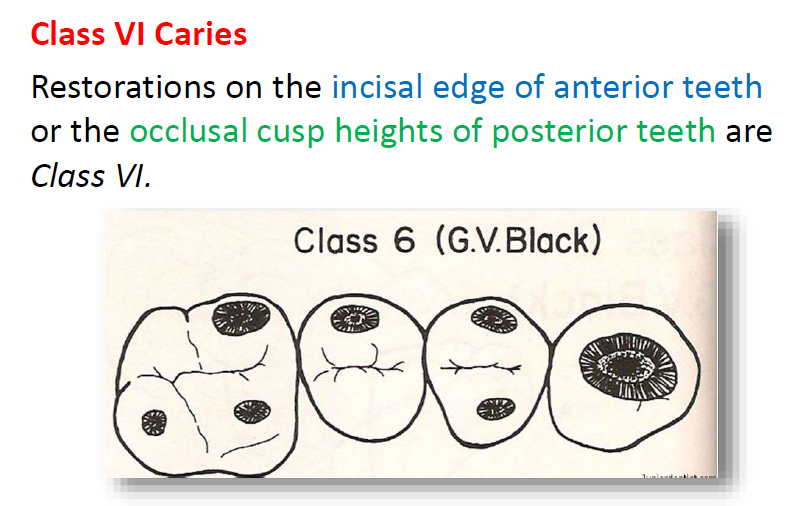 Class VI Caries
Restorations on the incisal edge of anterior teeth
or the occlusal cusp heights of posterior teeth are
Class VI.
Class 6 (G.V.Black)